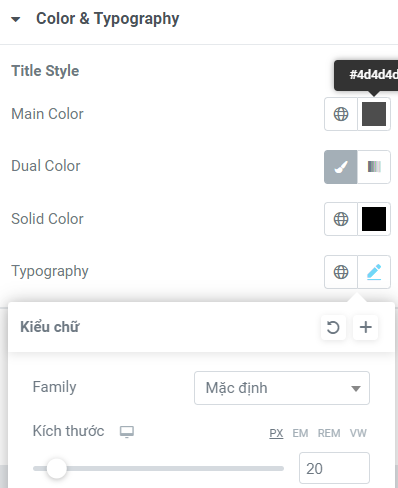 Color & Typography
Title Style
#4d4d4d
Main Color
Dual Color
Solid Color
Typography
Kiểu chữ
Family Mặc định
Kích thước PX EM REM VW
20